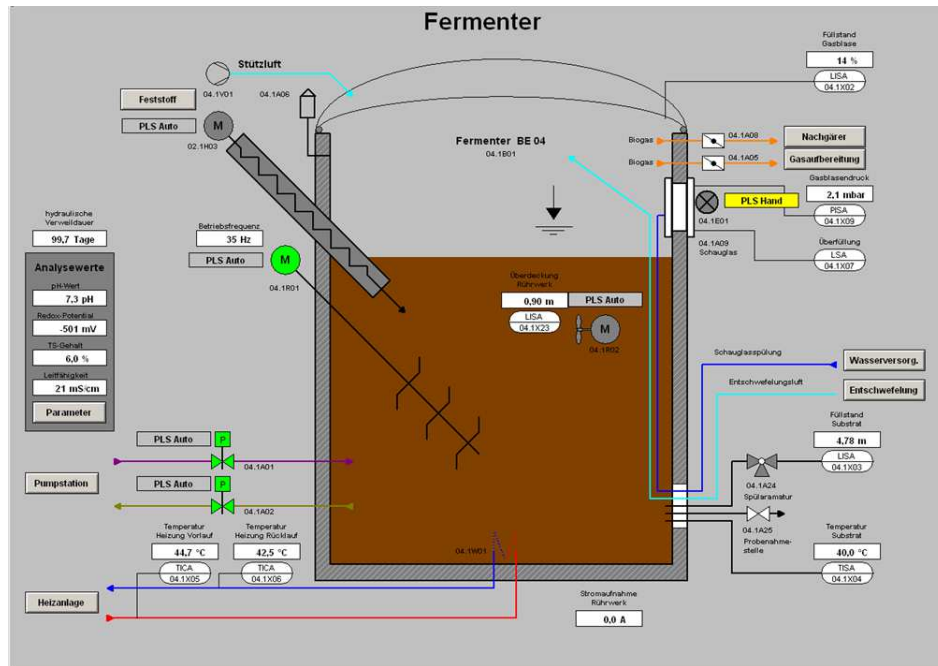 Fermenter
Füllstand
Gasblase
14 %
LISA
04.1X02
Stützluft
04.1V01
04.1A06
Feststoff
PLS Auto
M
02.1H03
Fermenter BE 04
04.1B01
Biogas
04.1A08
Nachgärer
Biogas
04.1A05
Gasaufbereitung
Gasblasendruck
2,1 mbar
PISA
04.1X09
PLS Hand
04.1E01
04.1A09
Schauglas
Überfüllung
LSA
04.1X07
hydraulische
Verweildauer
99,7 Tage
Betriebsfrequenz
35 Hz
PLS Auto
M
04.1R01
Analysewerte
pH-Wert
7,3 pH
Redox-Potential
-501 mV
TS-Gehalt
6,0 %
Leitfähigkeit
21 mS/cm
Parameter
Überdeckung
Rührwerk
0,90 m
PLS Auto
LISA
04.1X23
M
04.1R02
Schauglasspülung
Wasserversorg.
Entschwefelungsluft
Entschwefelung
Füllstand
Substrat
4,78 m
LISA
04.1X03
04.1A24
Spülaramatur
04.1A25
Probenahme-
stelle
Temperatur
Substrat
40,0 °C
TISA
04.1X04
PLS Auto
P
04.1A01
Pumpstation
PLS Auto
P
04.1A02
Temperatur
Heizung Vorlauf
44,7 °C
TICA
04.1X05
Temperatur
Heizung Rücklauf
42,5 °C
TICA
04.1X06
04.1W01
Heizanlage
Stromaufnahme
Rührwerk
0,0 A